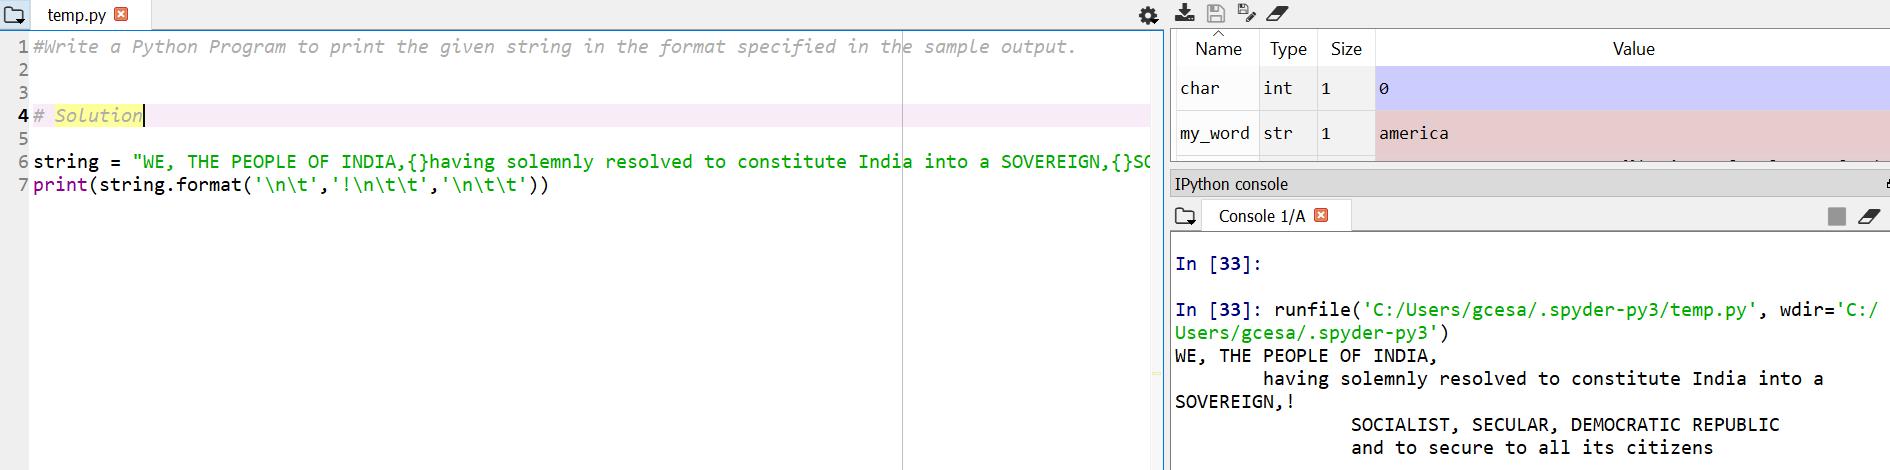 temp.py
1 #Write a Python Program to print the given string in the format specified in the sample output.
2
3
4 # Solution
5
6 string = "WE, THE PEOPLE OF INDIA,{}having solemnly resolved to constitute India into a SOVEREIGN,{}SO
7 print(string.format('\n\t','!\n\t\t','\n\t\t'))
Name Type Size Value
char int 1 0
my_word str 1 america
IPython console
Console 1/A
In [33]:
In [33]: runfile('C:/Users/gcesa/.spyder-py3/temp.py', wdir='C:/
Users/gcesa/.spyder-py3')
WE, THE PEOPLE OF INDIA,
having solemnly resolved to constitute India into a
SOVEREIGN,!
SOCIALIST, SECULAR, DEMOCRATIC REPUBLIC
and to secure to all its citizens